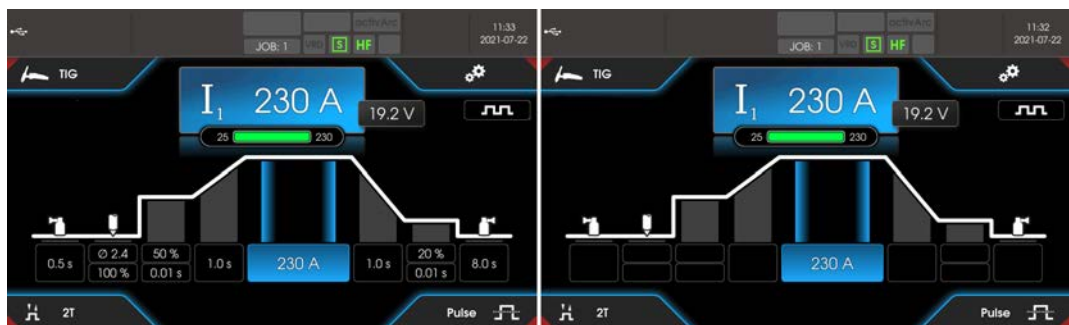 activArc
11:33
JOB: 1 VRD S HF
2021-07-22
TIG
I1 230 A
19.2 V
25 230
0.5 s
Ø 2.4
100 %
50 %
0.01 s
1.0 s
230 A
1.0 s
20 %
0.01 s
8.0 s
2T
Pulse
activArc
11:32
JOB: 1 VRD S HF
2021-07-22
TIG
I1 230 A
19.2 V
25 230
230 A
2T
Pulse